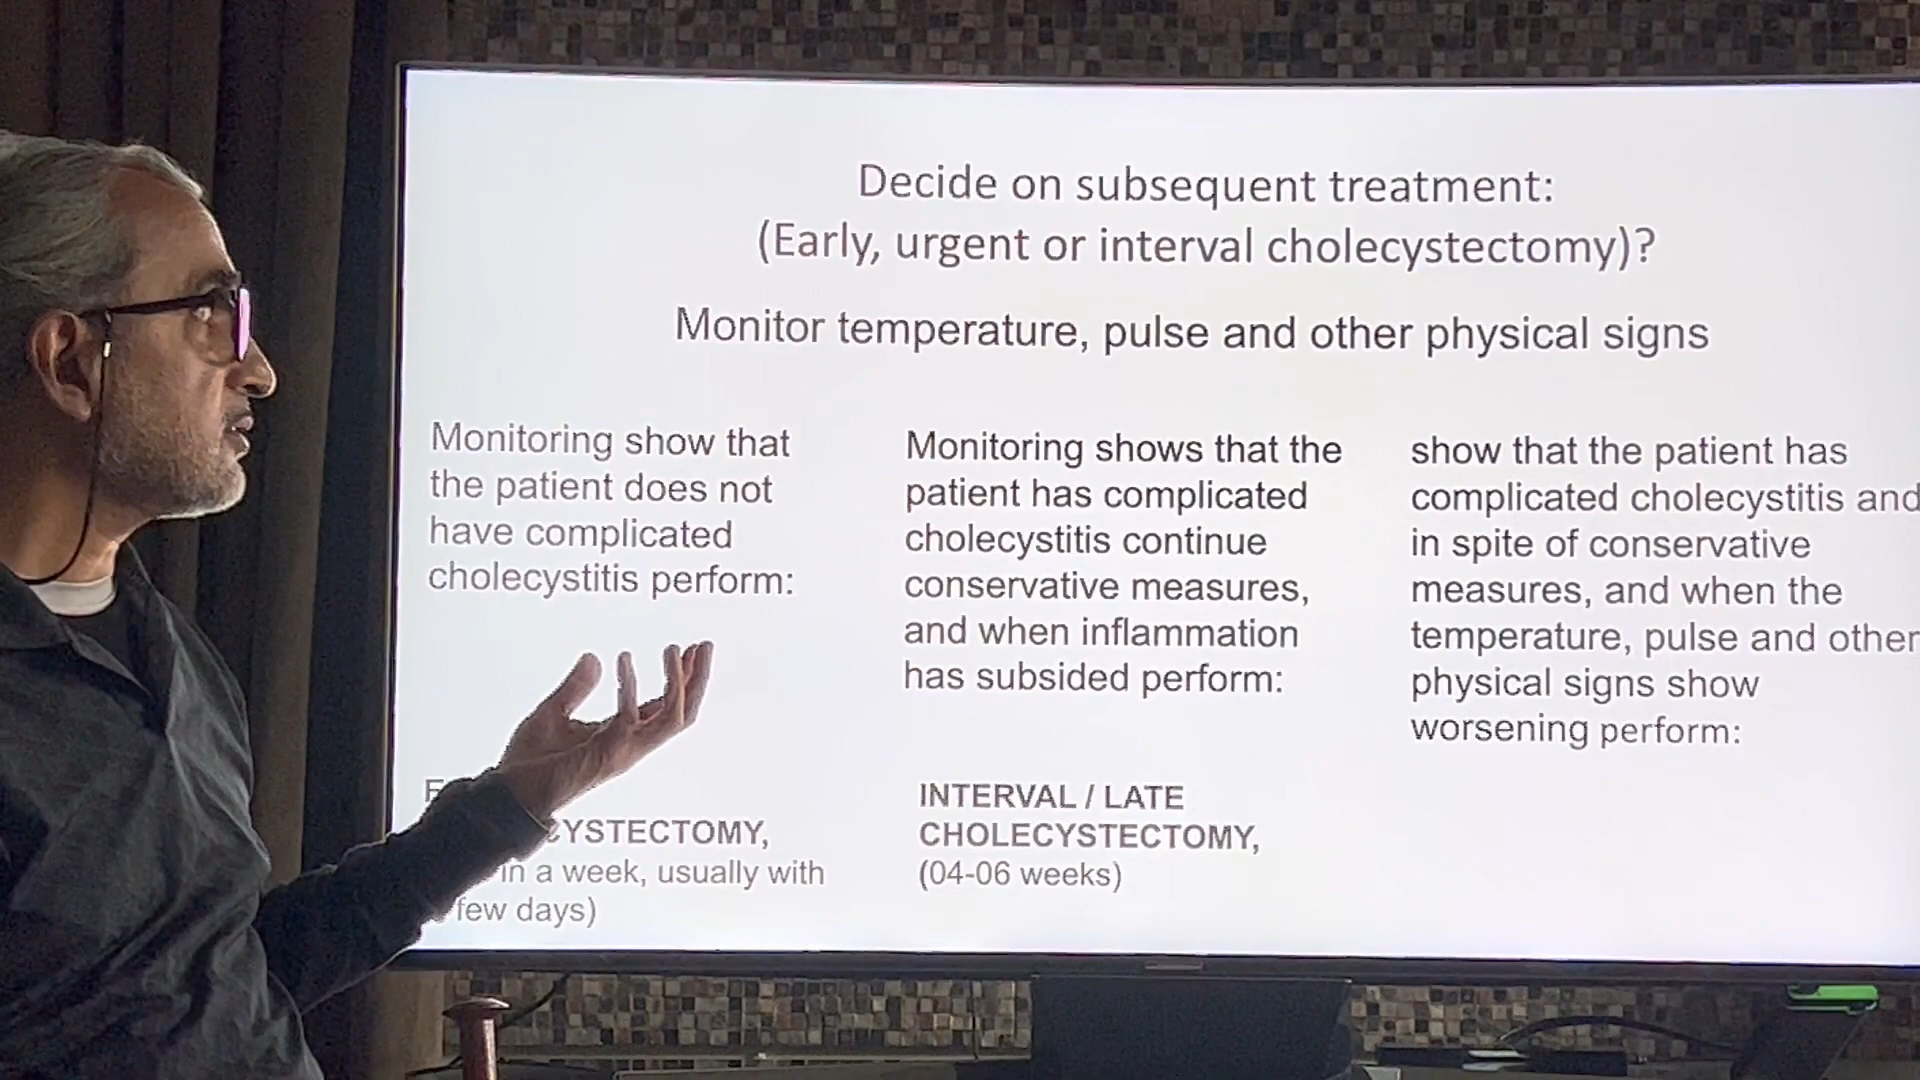 Decide on subsequent treatment:
(Early, urgent or interval cholecystectomy)?
Monitor temperature, pulse and other physical signs
Monitoring show that
the patient does not
have complicated
cholecystitis perform:
YSTECTOMY,
in a week, usually with
few days)
Monitoring shows that the
patient has complicated
cholecystitis continue
conservative measures,
and when inflammation
has subsided perform:
INTERVAL / LATE
CHOLECYSTECTOMY,
(04-06 weeks)
show that the patient has
complicated cholecystitis and
in spite of conservative
measures, and when the
temperature, pulse and other
physical signs show
worsening perform: